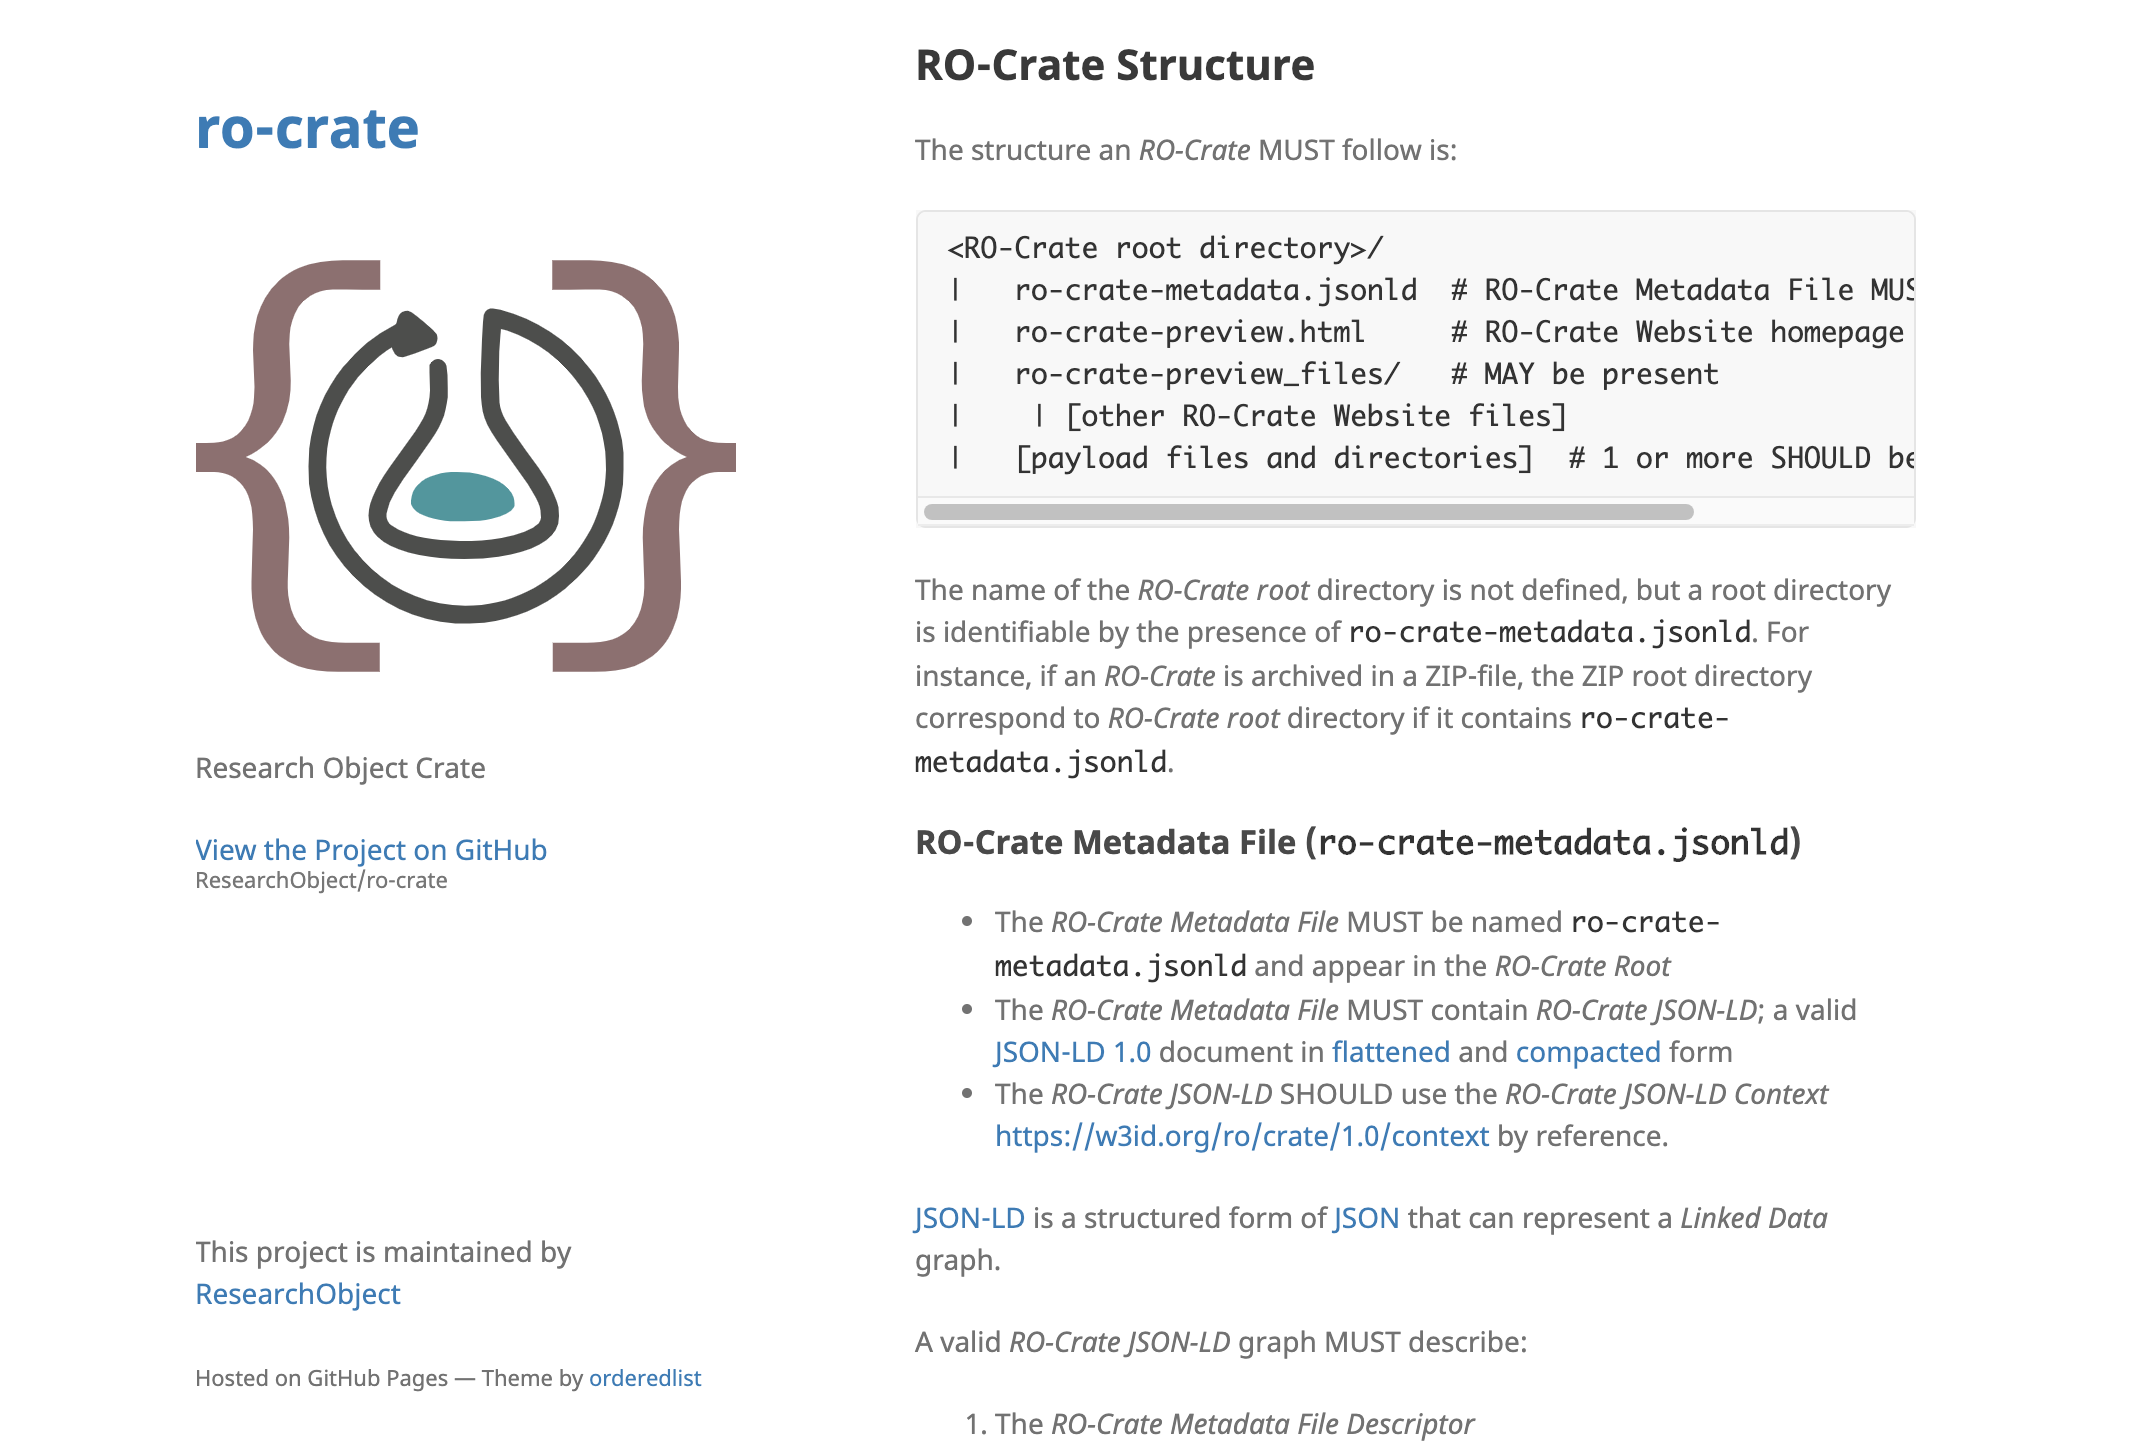 ro-crate
Research Object Crate
View the Project on GitHub
ResearchObject/ro-crate
This project is maintained by
ResearchObject
Hosted on GitHub Pages — Theme by orderedlist
RO-Crate Structure
The structure an RO-Crate MUST follow is:
<RO-Crate root directory>/
|   ro-crate-metadata.jsonld  # RO-Crate Metadata File MUS
|   ro-crate-preview.html     # RO-Crate Website homepage
|   ro-crate-preview_files/   # MAY be present
|    | [other RO-Crate Website files]
|   [payload files and directories]  # 1 or more SHOULD be
The name of the RO-Crate root directory is not defined, but a root directory
is identifiable by the presence of ro-crate-metadata.jsonld. For
instance, if an RO-Crate is archived in a ZIP-file, the ZIP root directory
correspond to RO-Crate root directory if it contains ro-crate-
metadata.jsonld.
RO-Crate Metadata File (ro-crate-metadata.jsonld)
• The RO-Crate Metadata File MUST be named ro-crate-
metadata.jsonld and appear in the RO-Crate Root
• The RO-Crate Metadata File MUST contain RO-Crate JSON-LD; a valid
JSON-LD 1.0 document in flattened and compacted form
• The RO-Crate JSON-LD SHOULD use the RO-Crate JSON-LD Context
https://w3id.org/ro/crate/1.0/context by reference.
JSON-LD is a structured form of JSON that can represent a Linked Data
graph.
A valid RO-Crate JSON-LD graph MUST describe:
1. The RO-Crate Metadata File Descriptor